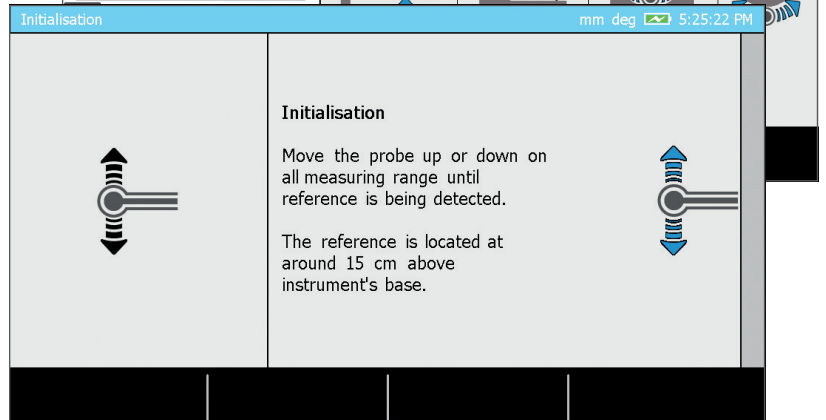 Initialisation
mm deg 5:25:22 PM
Initialisation
Move the probe up or down on
all measuring range until
reference is being detected.
The reference is located at
around 15 cm above
instrument's base.